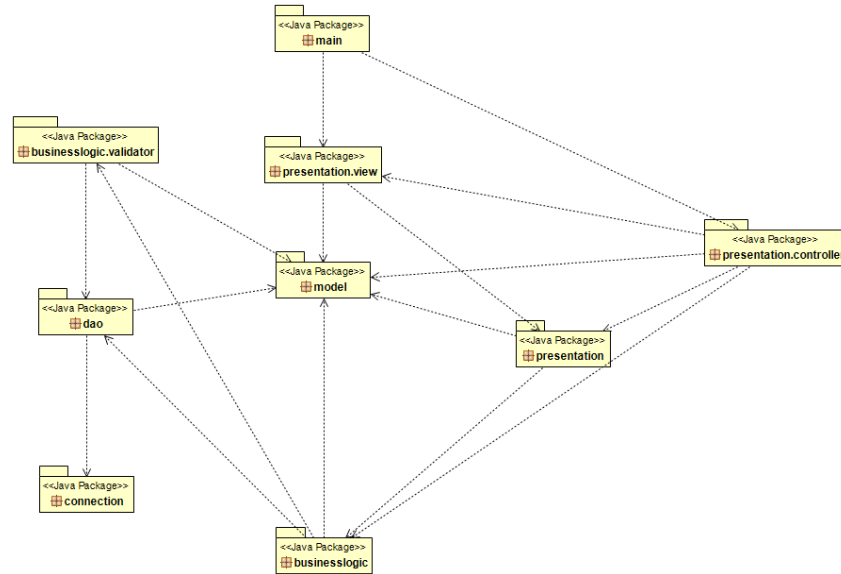 <<Java Package>>
main
<<Java Package>>
businesslogic.validator
<<Java Package>>
presentation.view
<<Java Package>>
presentation.controller
<<Java Package>>
model
<<Java Package>>
dao
<<Java Package>>
presentation
<<Java Package>>
connection
<<Java Package>>
businesslogic